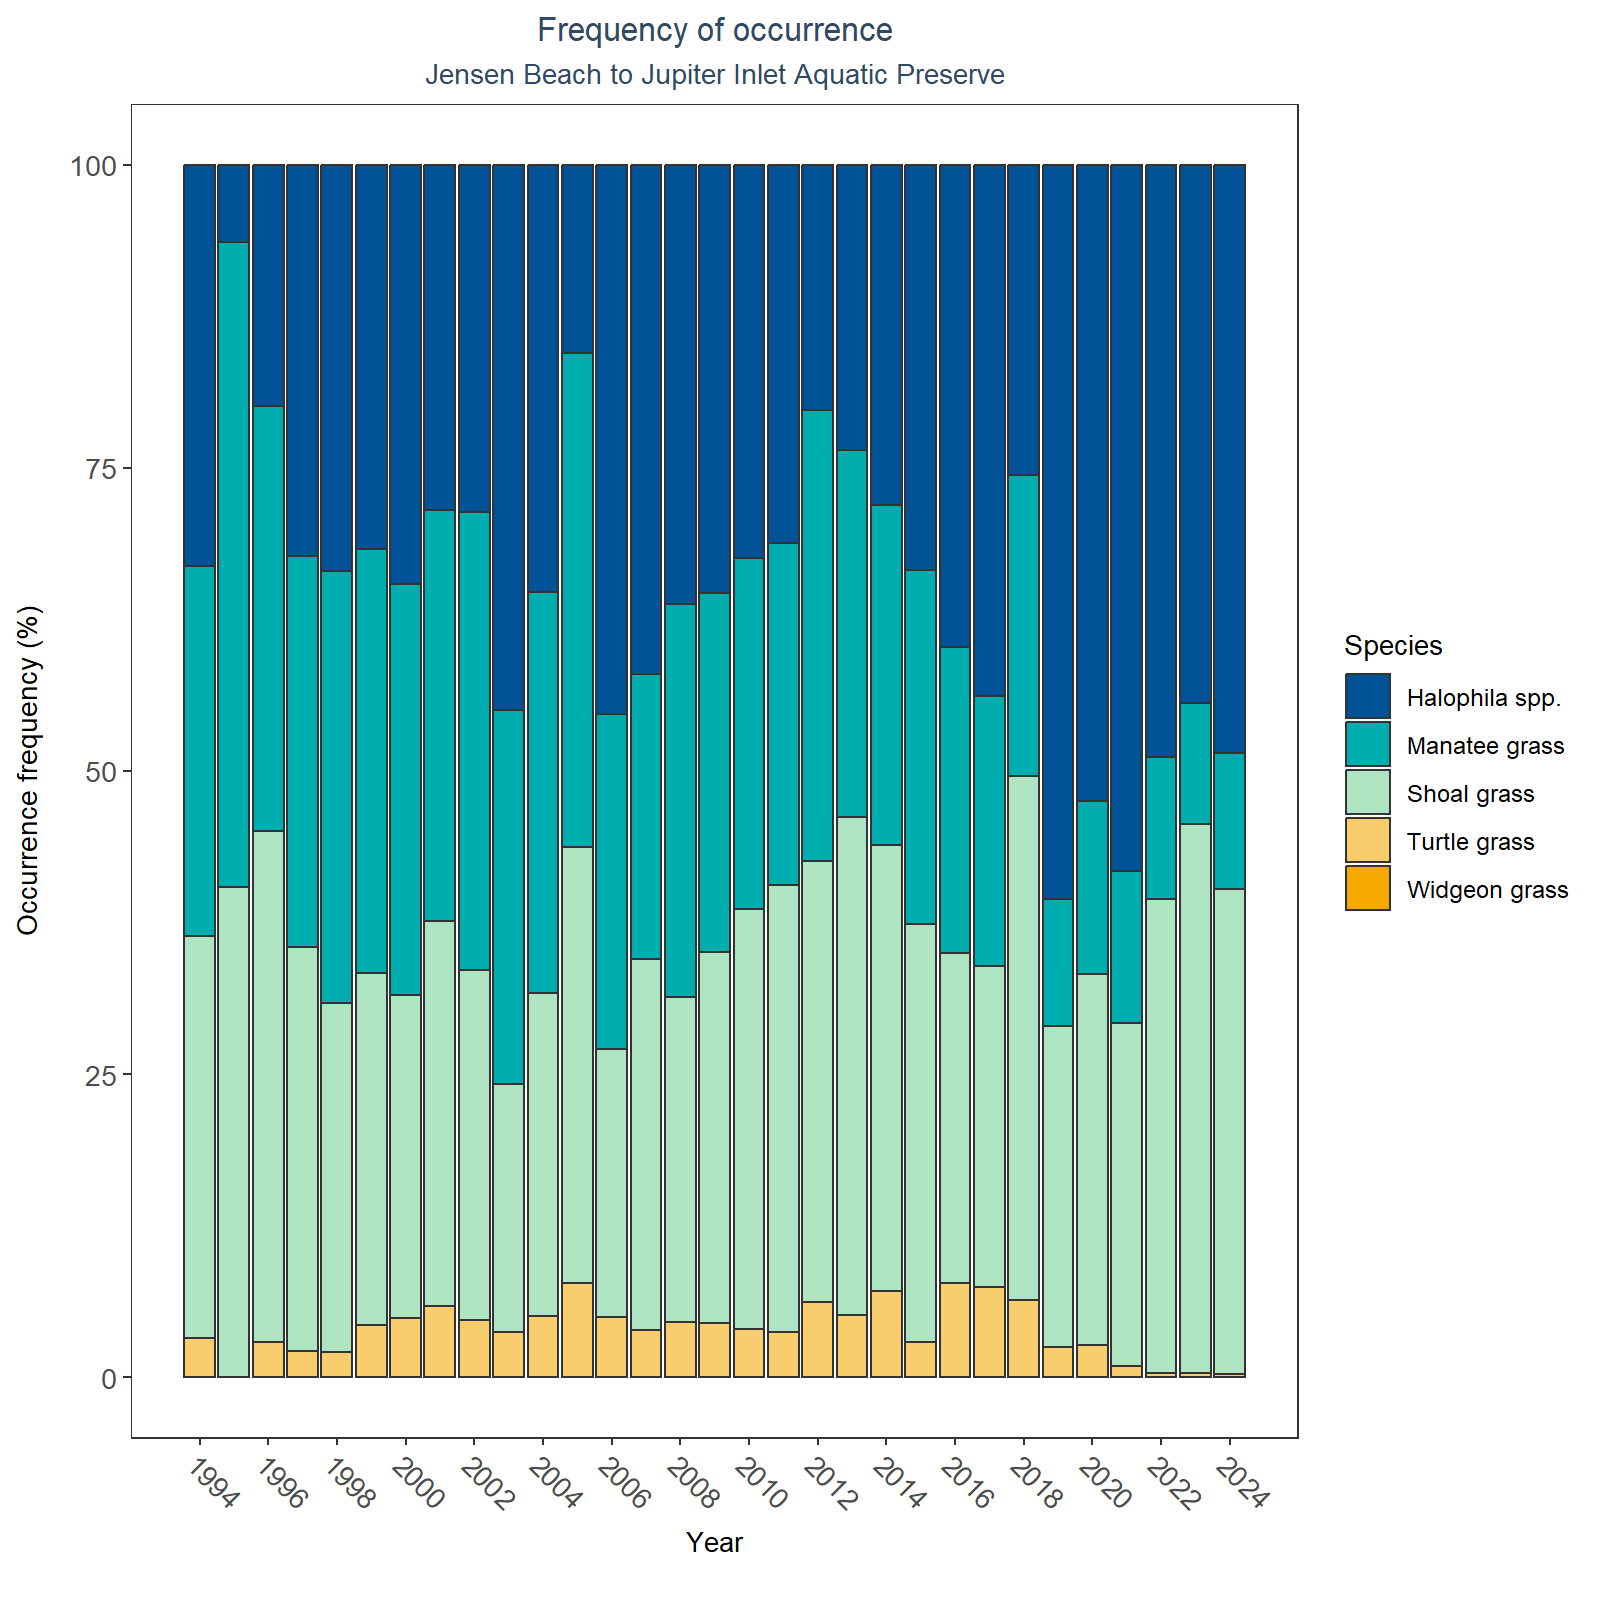 Frequency of occurrence
Jensen Beach to Jupiter Inlet Aquatic Preserve
Occurrence frequency (%)
100
75
50
25
0
1994
1996
1998
2000
2002
2004
2006
2008
2010
2012
2014
2016
2018
2020
2022
2024
Year
Species
Halophila spp.
Manatee grass
Shoal grass
Turtle grass
Widgeon grass